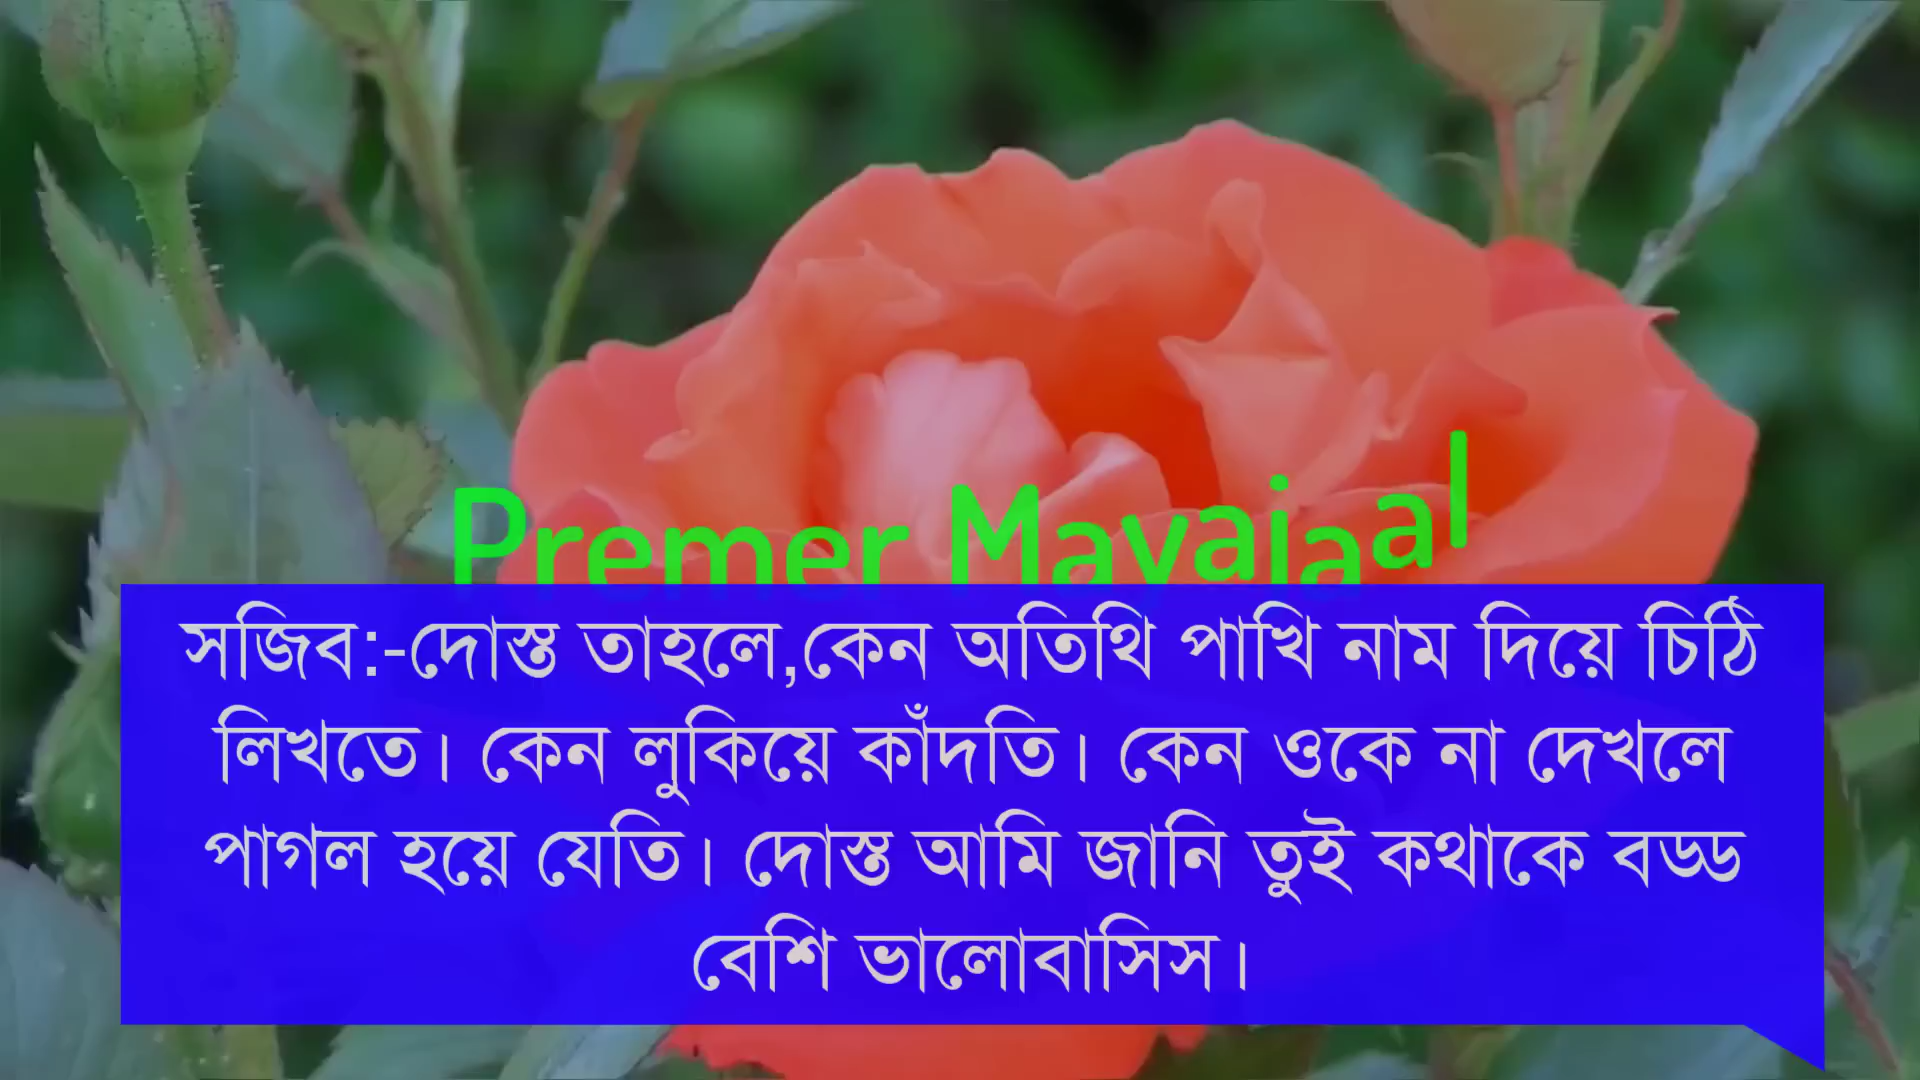 Premer Mayajaal
সজিব:-দোস্ত তাহলে,কেন অতিথি পাখি নাম দিয়ে চিঠি
লিখতে। কেন লুকিয়ে কাঁদতি। কেন ওকে না দেখলে
পাগল হয়ে যেতি। দোস্ত আমি জানি তুই কথাকে বড্ড
বেশি ভালোবাসিস।